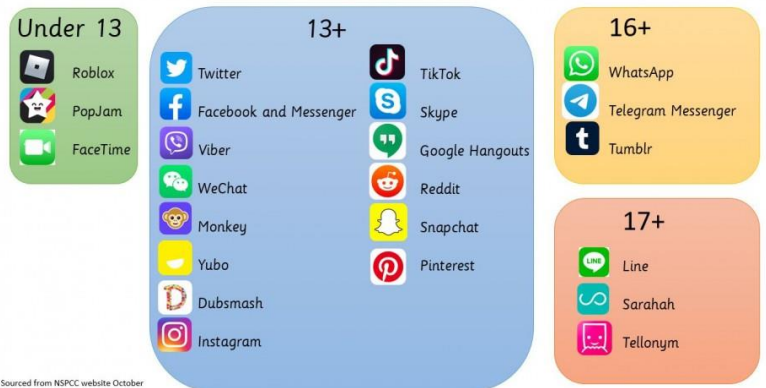 Under 13
Roblox
PopJam
FaceTime
13+
Twitter
Facebook and Messenger
Viber
WeChat
Monkey
Yubo
Dubsmash
Instagram
TikTok
Skype
Google Hangouts
Reddit
Snapchat
Pinterest
16+
WhatsApp
Telegram Messenger
Tumblr
17+
LINE
Line
Sarahah
Tellonym
Sourced from NSPCC website October